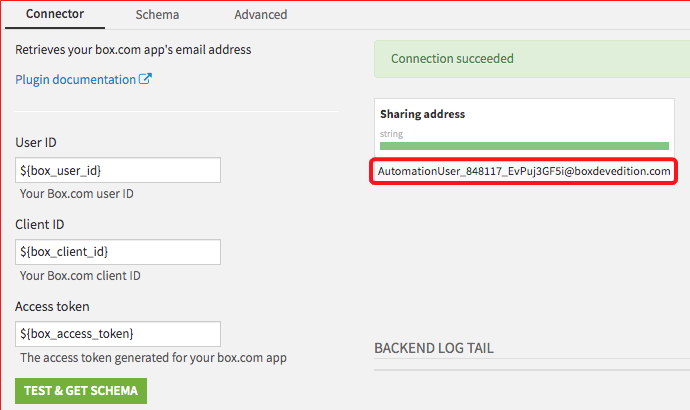 Connector Schema Advanced
Retrieves your box.com app's email address
Plugin documentation
User ID
${box_user_id}
Your Box.com user ID
Client ID
${box_client_id}
Your Box.com client ID
Access token
${box_access_token}
The access token generated for your box.com app
TEST & GET SCHEMA
Connection succeeded
Sharing address
string
AutomationUser_848117_EvPuj3GF5i@boxdevedition.com
BACKEND LOG TAIL